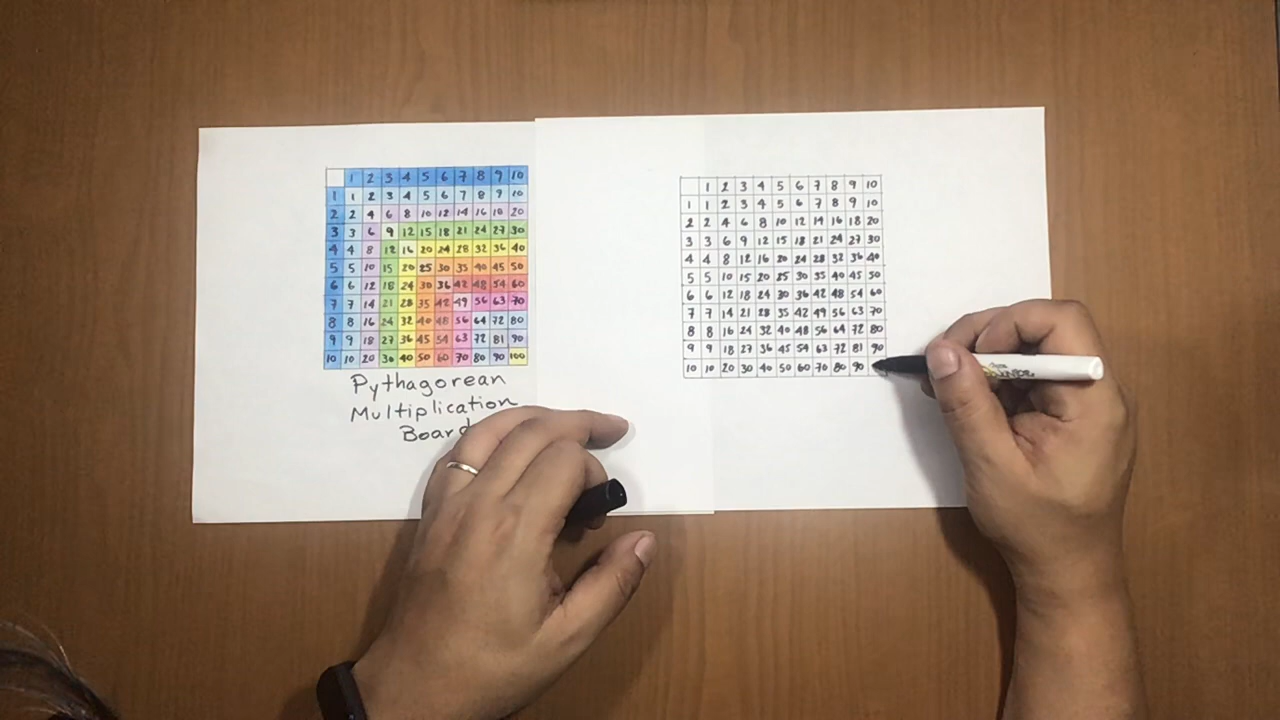 1 2 3 4 5 6 7 8 9 10
1 1 2 3 4 5 6 7 8 9 10
2 2 4 6 8 10 12 14 16 10 20
3 3 6 9 12 15 18 21 24 27 30
4 4 8 12 16 20 24 28 32 36 40
5 5 10 15 20 25 30 35 40 45 50
6 6 12 18 24 30 36 42 48 54 60
7 7 14 21 28 35 42 49 56 63 70
8 8 16 24 32 40 48 56 64 72 80
9 9 18 27 36 45 54 63 72 81 90
10 10 20 30 40 50 60 70 80 90 100
Pythagorean
Multiplication
Board
1 2 3 4 5 6 7 8 9 10
1 1 2 3 4 5 6 7 8 9 10
2 2 4 6 8 10 12 14 16 18 20
3 3 6 9 12 15 18 21 24 27 30
4 4 8 12 16 20 24 28 32 36 40
5 5 10 15 20 25 30 35 40 45 50
6 6 12 18 24 30 36 42 48 54 60
7 7 14 21 28 35 42 49 56 63 70
8 8 16 24 32 40 48 56 64 72 80
9 9 18 27 36 45 54 63 72 81 90
10 10 20 30 40 50 60 70 80 90